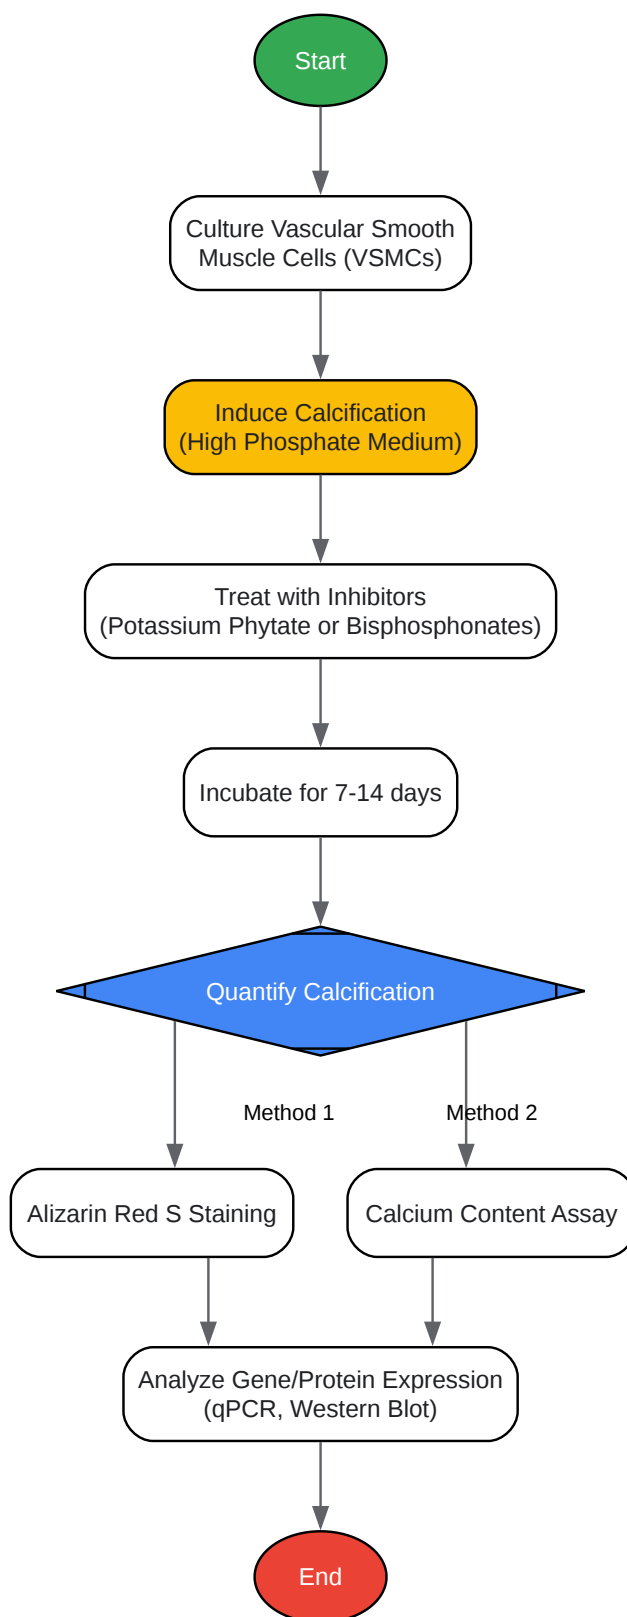 Start
Culture Vascular Smooth
Muscle Cells (VSMCs)
Induce Calcification
(High Phosphate Medium)
Treat with Inhibitors
(Potassium Phytate or Bisphosphonates)
Incubate for 7-14 days
Quantify Calcification
Method 1
Method 2
Alizarin Red S Staining
Calcium Content Assay
Analyze Gene/Protein Expression
(qPCR, Western Blot)
End